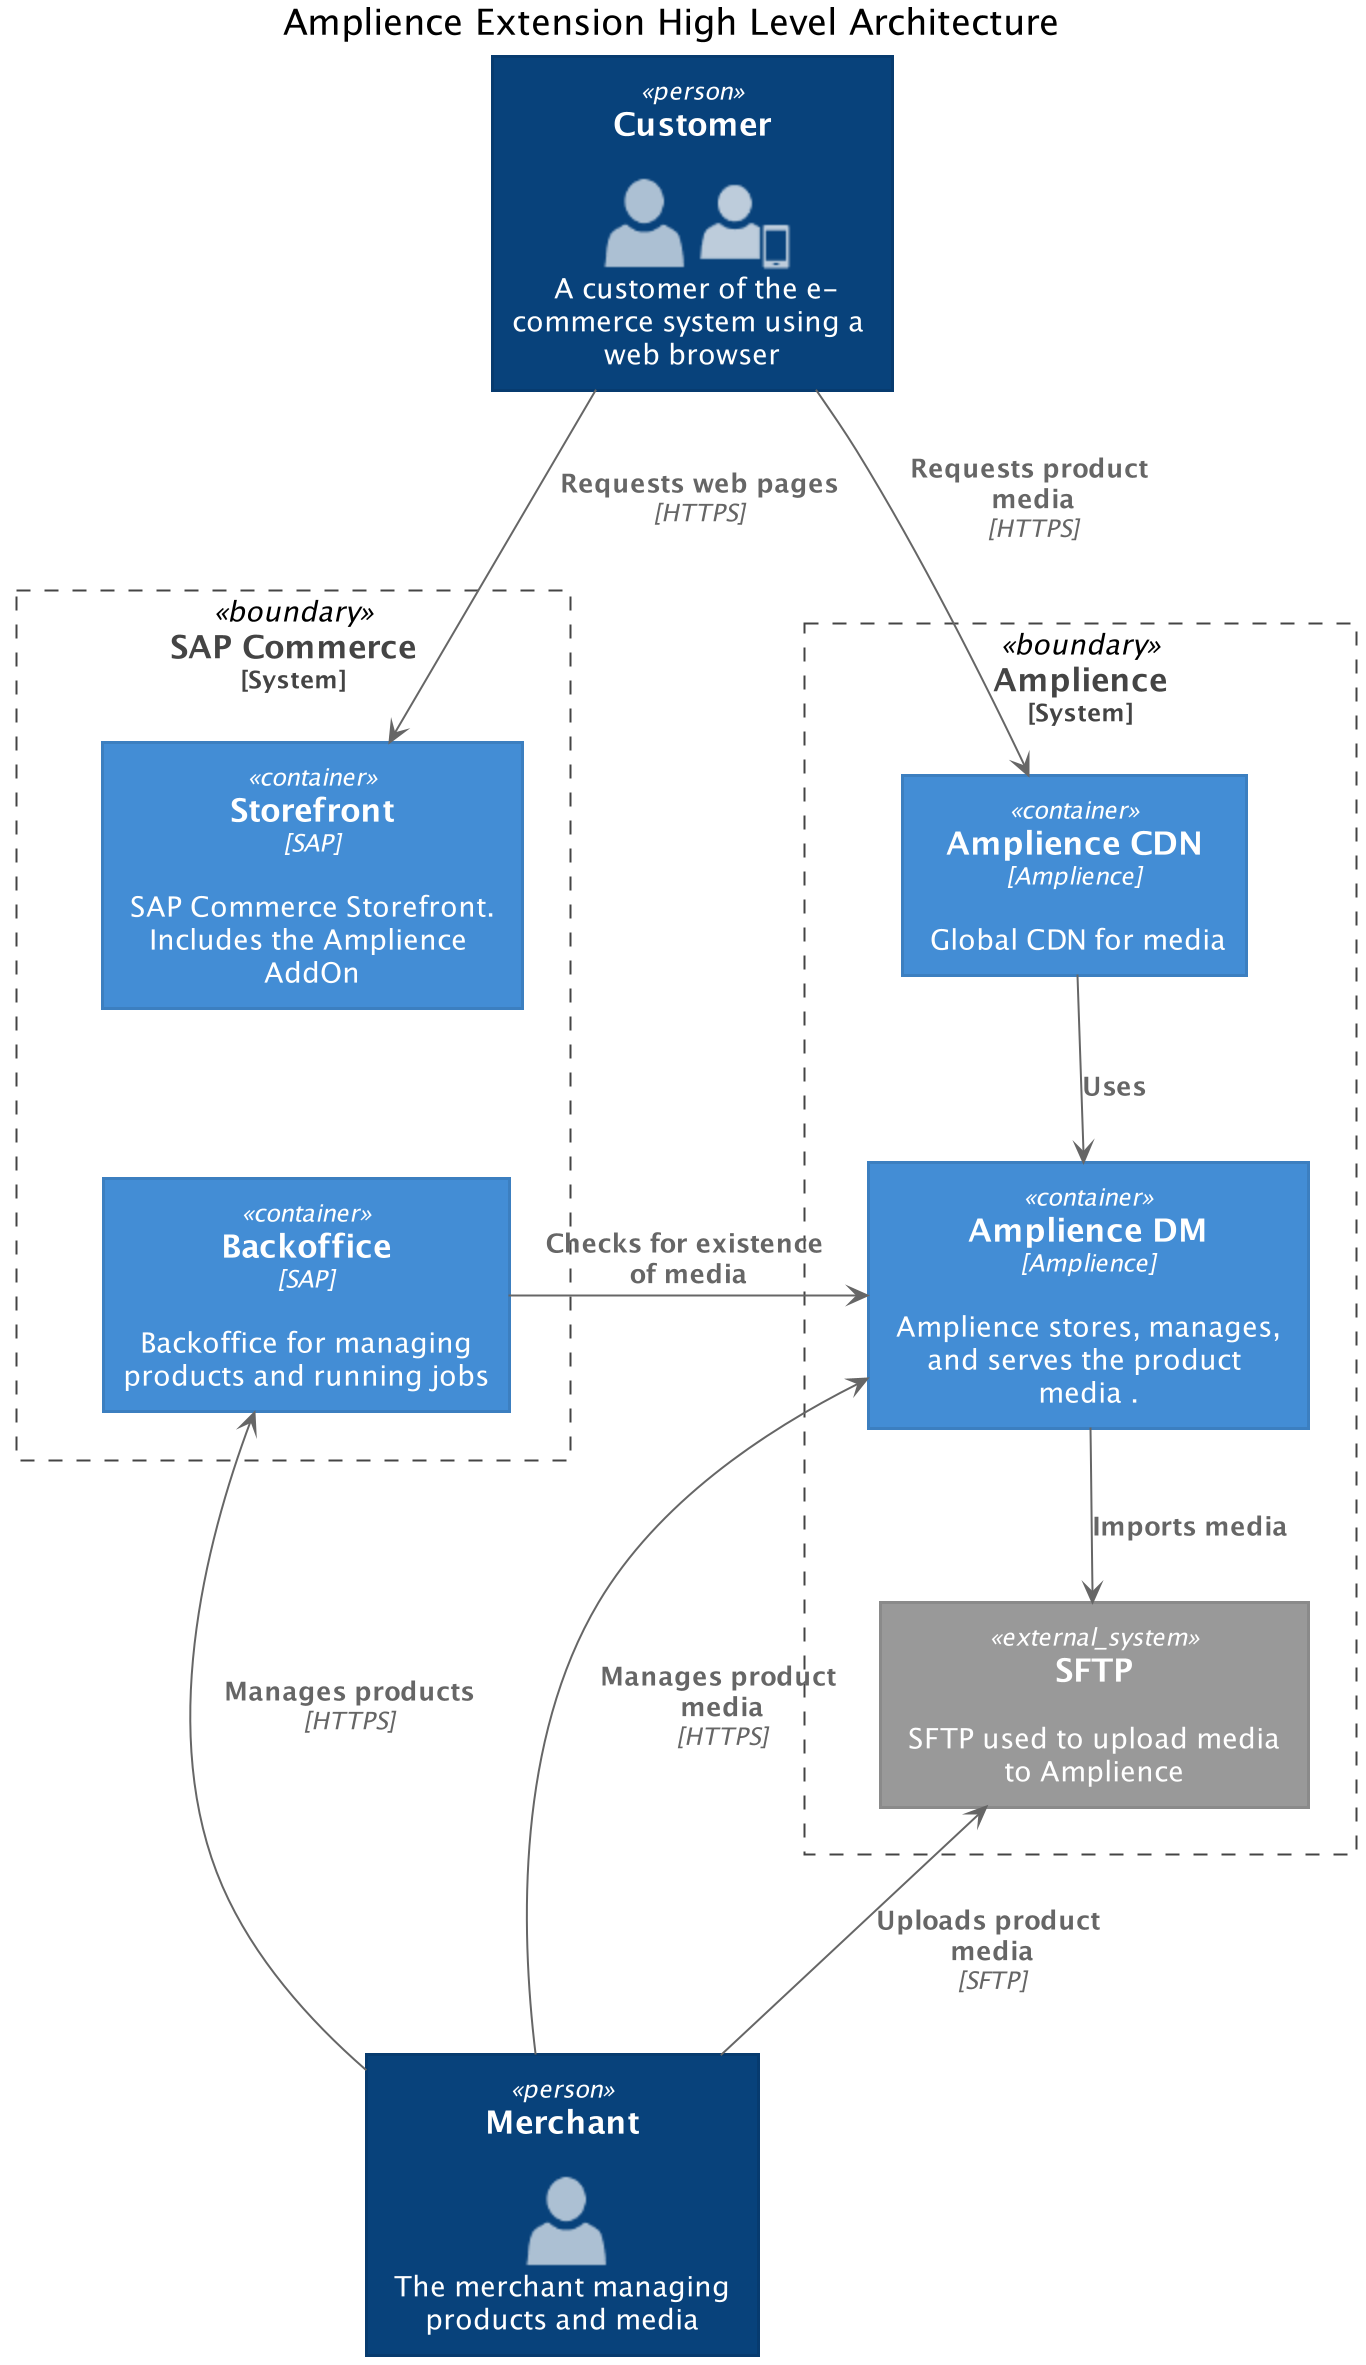 Amplience Extension High Level Architecture
«person»
Customer
A customer of the e-
commerce system using a
web browser
Requests web pages
[HTTPS]
Requests product
media
[HTTPS]
«boundary»
SAP Commerce
[System]
«boundary»
Amplience
[System]
«container»
Storefront
[SAP]
SAP Commerce Storefront.
Includes the Amplience
AddOn
«container»
Amplience CDN
[Amplience]
Global CDN for media
Uses
«container»
Backoffice
[SAP]
Backoffice for managing
products and running jobs
Checks for existence
of media
«container»
Amplience DM
[Amplience]
Amplience stores, manages,
and serves the product
media .
Imports media
«external_system»
SFTP
SFTP used to upload media
to Amplience
Manages products
[HTTPS]
Manages product
media
[HTTPS]
Uploads product
media
[SFTP]
«person»
Merchant
The merchant managing
products and media